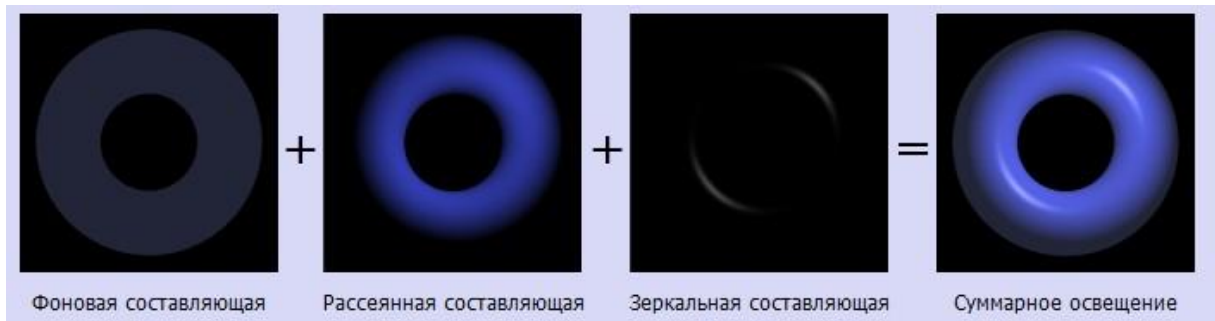 + + =
Фоновая составляющая Рассеянная составляющая Зеркальная составляющая Суммарное освещение